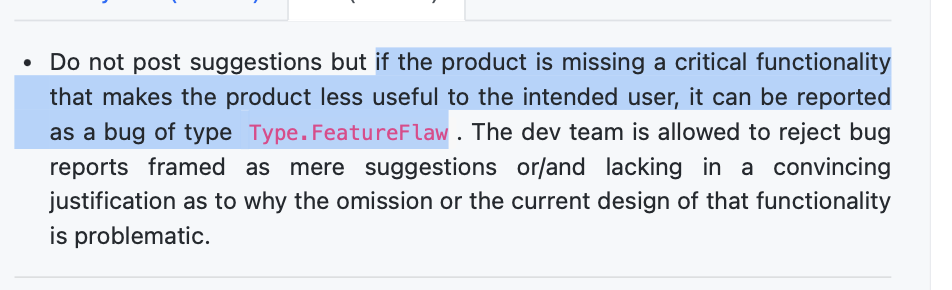 • Do not post suggestions but if the product is missing a critical functionality
that makes the product less useful to the intended user, it can be reported
as a bug of type Type.FeatureFlaw . The dev team is allowed to reject bug
reports framed as mere suggestions or/and lacking in a convincing
justification as to why the omission or the current design of that functionality
is problematic.